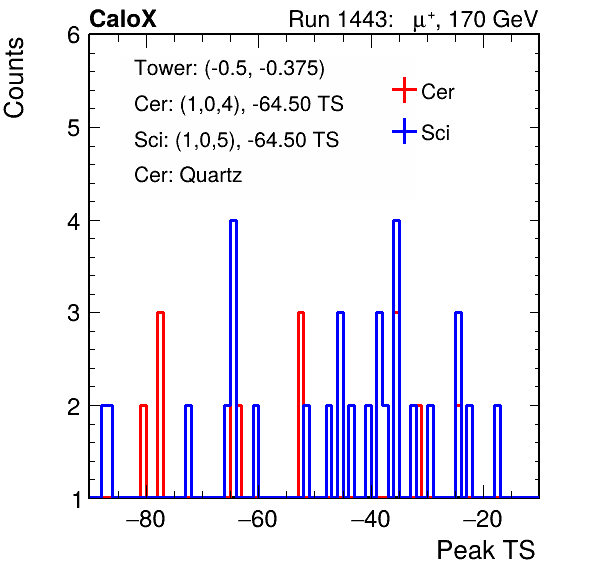 CaloX Run 1443: μ⁺, 170 GeV
Counts
6
5
4
3
2
1
Tower: (-0.5, -0.375)
Cer: (1,0,4), -64.50 TS
Sci: (1,0,5), -64.50 TS
Cer: Quartz
Cer
Sci
−80 −60 −40 −20
Peak TS